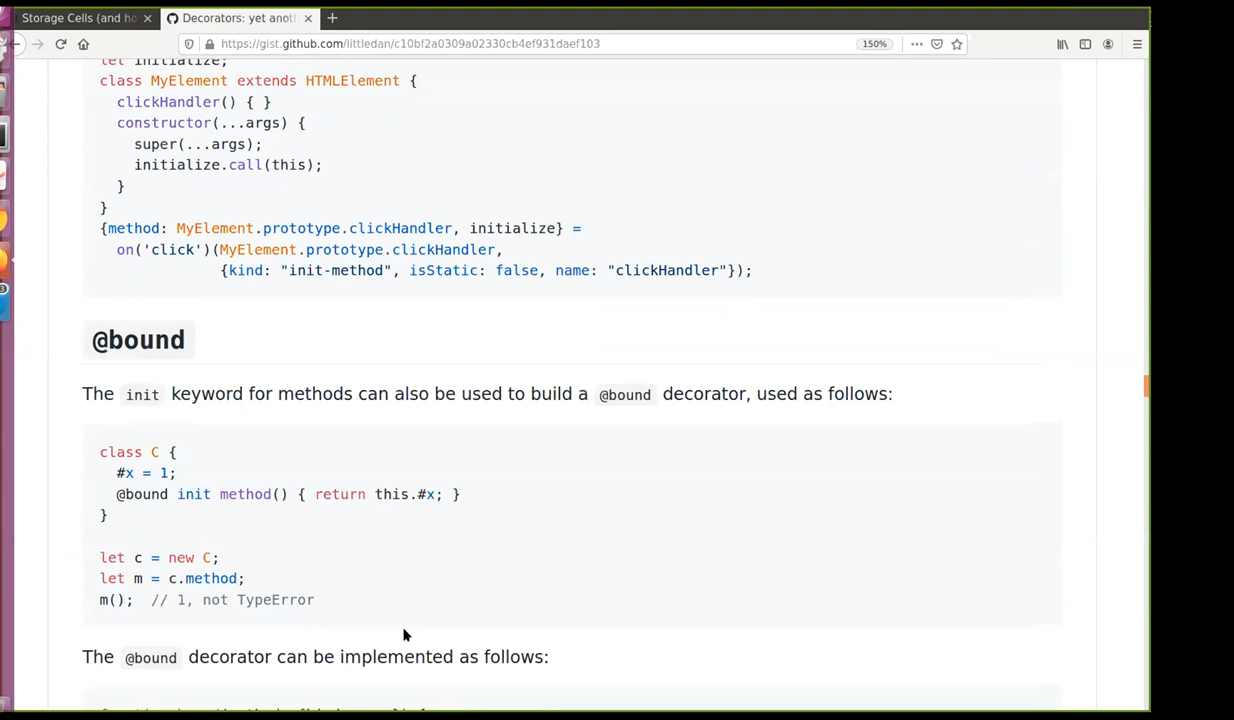 Storage Cells (and ho
Decorators: yet anot
https://gist.github.com/littledan/c10bf2a0309a02330cb4ef931daef103
150%
let initialize;
class MyElement extends HTMLElement {
clickHandler() { }
constructor(...args) {
super(...args);
initialize.call(this);
}
}
{method: MyElement.prototype.clickHandler, initialize} =
on('click')(MyElement.prototype.clickHandler,
{kind: "init-method", isStatic: false, name: "clickHandler"});
@bound
The init keyword for methods can also be used to build a @bound decorator, used as follows:
class C {
#x = 1;
@bound init method() { return this.#x; }
}
let c = new C;
let m = c.method;
m();  // 1, not TypeError
The @bound decorator can be implemented as follows: